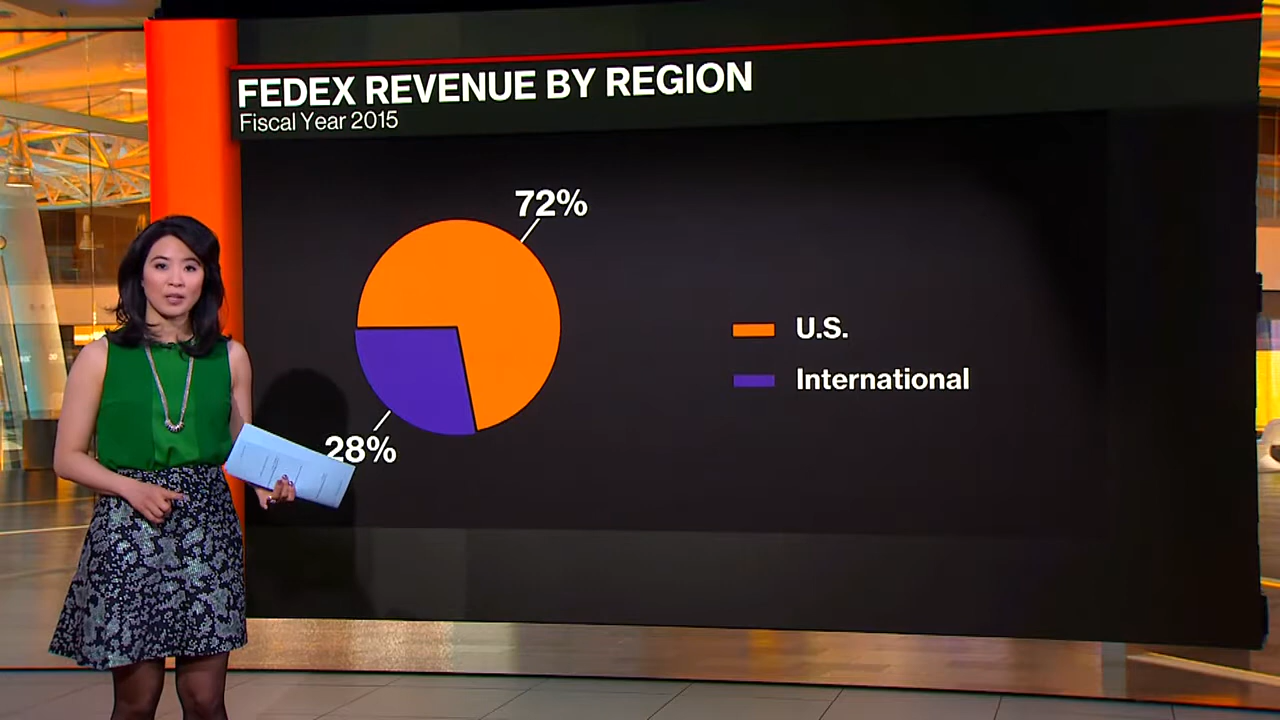 FEDEX REVENUE BY REGION
Fiscal Year 2015
72%
U.S.
International
28%